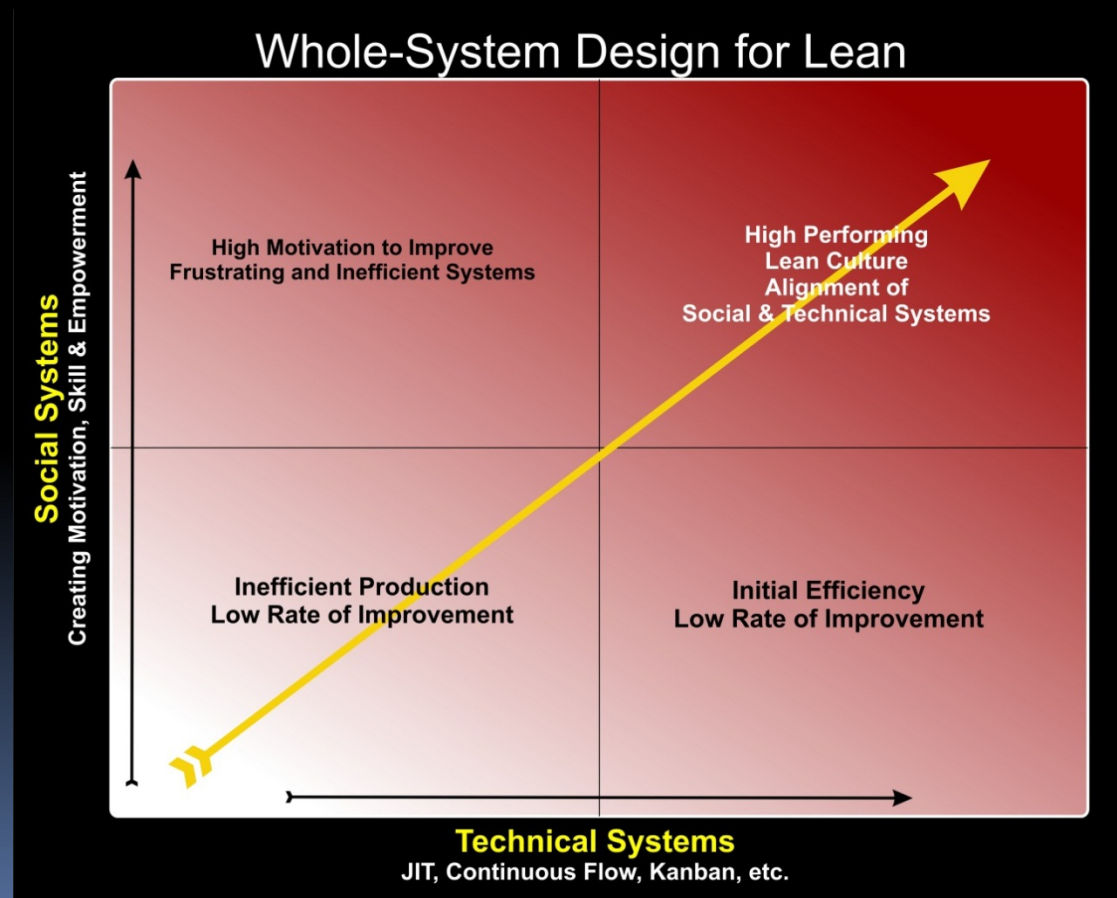 Whole-System Design for Lean
Social Systems
Creating Motivation, Skill & Empowerment
High Motivation to Improve
Frustrating and Inefficient Systems
High Performing
Lean Culture
Alignment of
Social & Technical Systems
Inefficient Production
Low Rate of Improvement
Initial Efficiency
Low Rate of Improvement
Technical Systems
JIT, Continuous Flow, Kanban, etc.